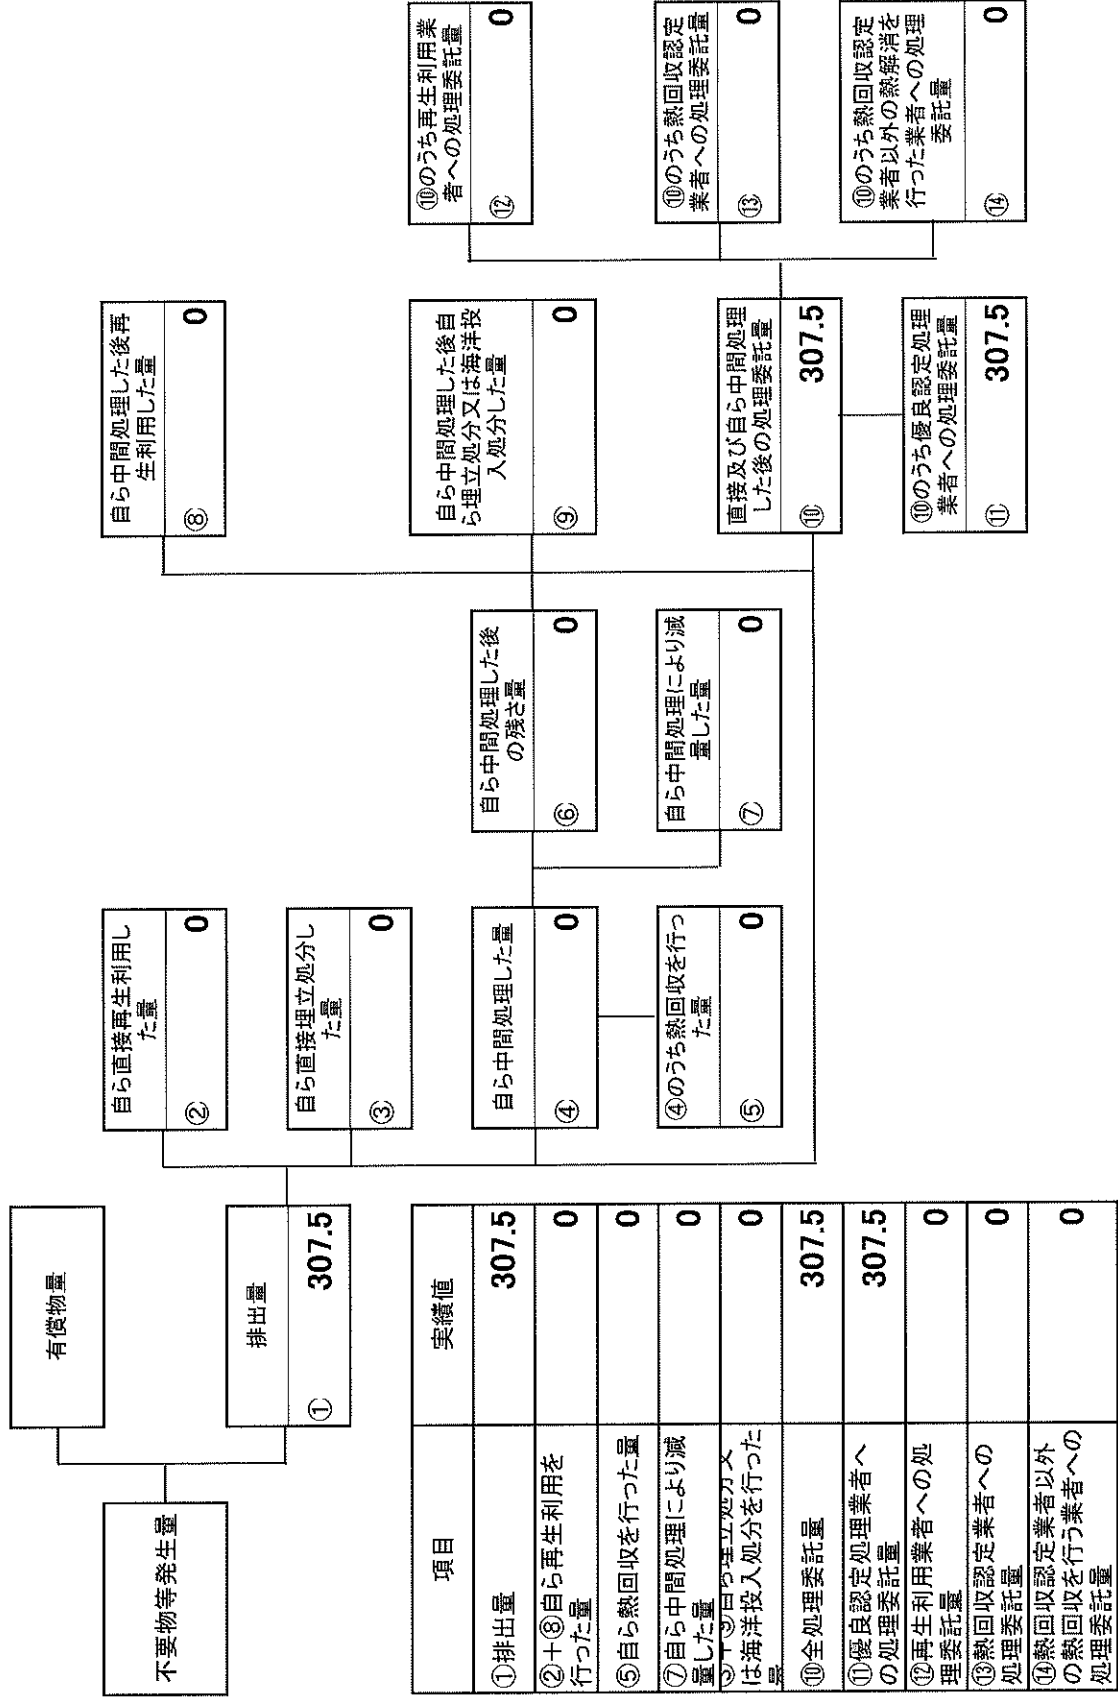 不要物等発生量
有償物量
排出量
① 307.5
自ら直接再生利用し
た量
② 0
自ら直接埋立処分し
た量
③ 0
自ら中間処理した量
④ 0
④のうち熱回収を行っ
た量
⑤ 0
自ら中間処理した後
の残さ量
⑥ 0
自ら中間処理により減
量した量
⑦ 0
自ら中間処理した後再
生利用した量
⑧ 0
自ら中間処理した後自
ら埋立処分又は海洋投
入処分した量
⑨ 0
直接及び自ら中間処理
した後の処理委託量
⑩ 307.5
⑩のうち優良認定処理
業者への処理委託量
⑪ 307.5
⑩のうち再生利用業
者への処理委託量
⑫ 0
⑩のうち熱回収認定
業者への処理委託量
⑬ 0
⑩のうち熱回収認定
業者以外の熱解消を
行った業者への処理
委託量
⑭ 0
項目 実績値
①排出量 307.5
②+⑧自ら再生利用を
行った量 0
⑤自ら熱回収を行った量 0
⑦自ら中間処理により減
量した量 0
③+⑨自ら埋立処分又
は海洋投入処分を行った
量 0
⑩全処理委託量 307.5
⑪優良認定処理業者へ
の処理委託量 307.5
⑫再生利用業者への処
理委託量 0
⑬熱回収認定業者への
処理委託量 0
⑭熱回収認定業者以外
の熱回収を行う業者への
処理委託量 0